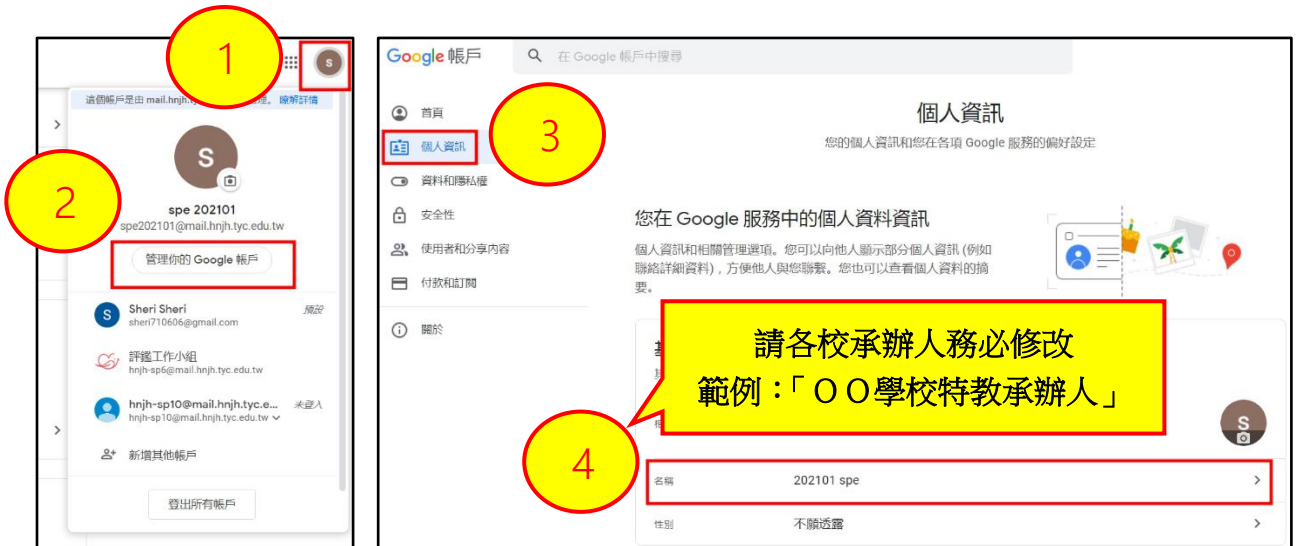 1
s
這個帳戶是由 mail.hnjh.ty 理。 瞭解詳情
S
2
spe 202101
spe202101@mail.hnjh.tyc.edu.tw
管理你的 Google 帳戶
S
Sheri Sheri
預設
sheri710606@gmail.com
評鑑工作小組
hnjh-sp6@mail.hnjh.tyc.edu.tw
hnjh-sp10@mail.hnjh.tyc.e...
未登入
hnjh-sp10@mail.hnjh.tyc.edu.tw
新增其他帳戶
登出所有帳戶
Google 帳戶
在 Google 帳戶中搜尋
首頁
個人資訊
3
資料和隱私權
安全性
使用者和分享內容
付款和訂閱
關於
個人資訊
您的個人資訊和您在各項 Google 服務的偏好設定
您在 Google 服務中的個人資料資訊
個人資訊和相關管理選項。您可以向他人顯示部分個人資訊 (例如
聯絡詳細資料)，方便他人與您聯繫。您也可以查看個人資料的摘
要。
請各校承辦人務必修改
範例：「ＯＯ學校特教承辦人」
S
4
名稱
202101 spe
性別
不願透露